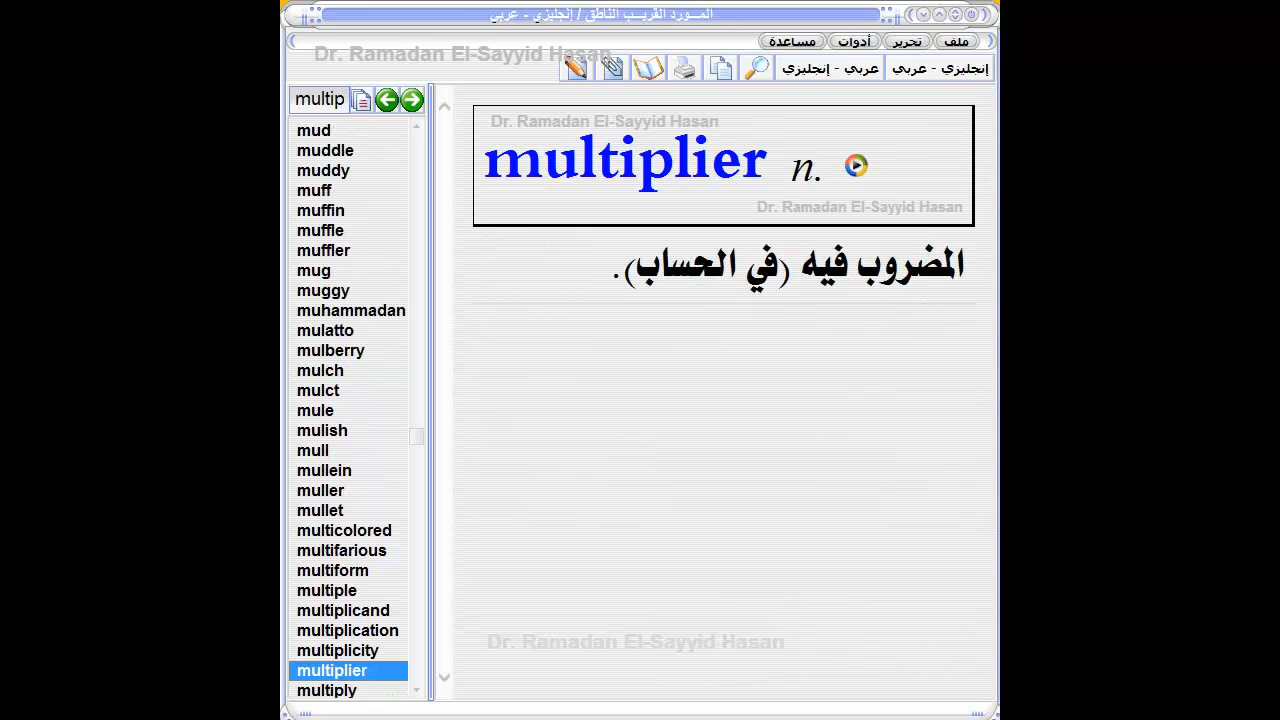 المـــورد القريـــب الناطق / إنجليزي - عربي
ملف تحرير أدوات مساعدة
Dr. Ramadan El-Sayyid Hasan
إنجليزي - عربي عربي - إنجليزي
multip
mud
muddle
muddy
muff
muffin
muffle
muffler
mug
muggy
muhammadan
mulatto
mulberry
mulch
mulct
mule
mulish
mull
mullein
muller
mullet
multicolored
multifarious
multiform
multiple
multiplicand
multiplication
multiplicity
multiplier
multiply
Dr. Ramadan El-Sayyid Hasan
multiplier n.
Dr. Ramadan El-Sayyid Hasan
المضروب فيه (في الحساب).
Dr. Ramadan El-Sayyid Hasan